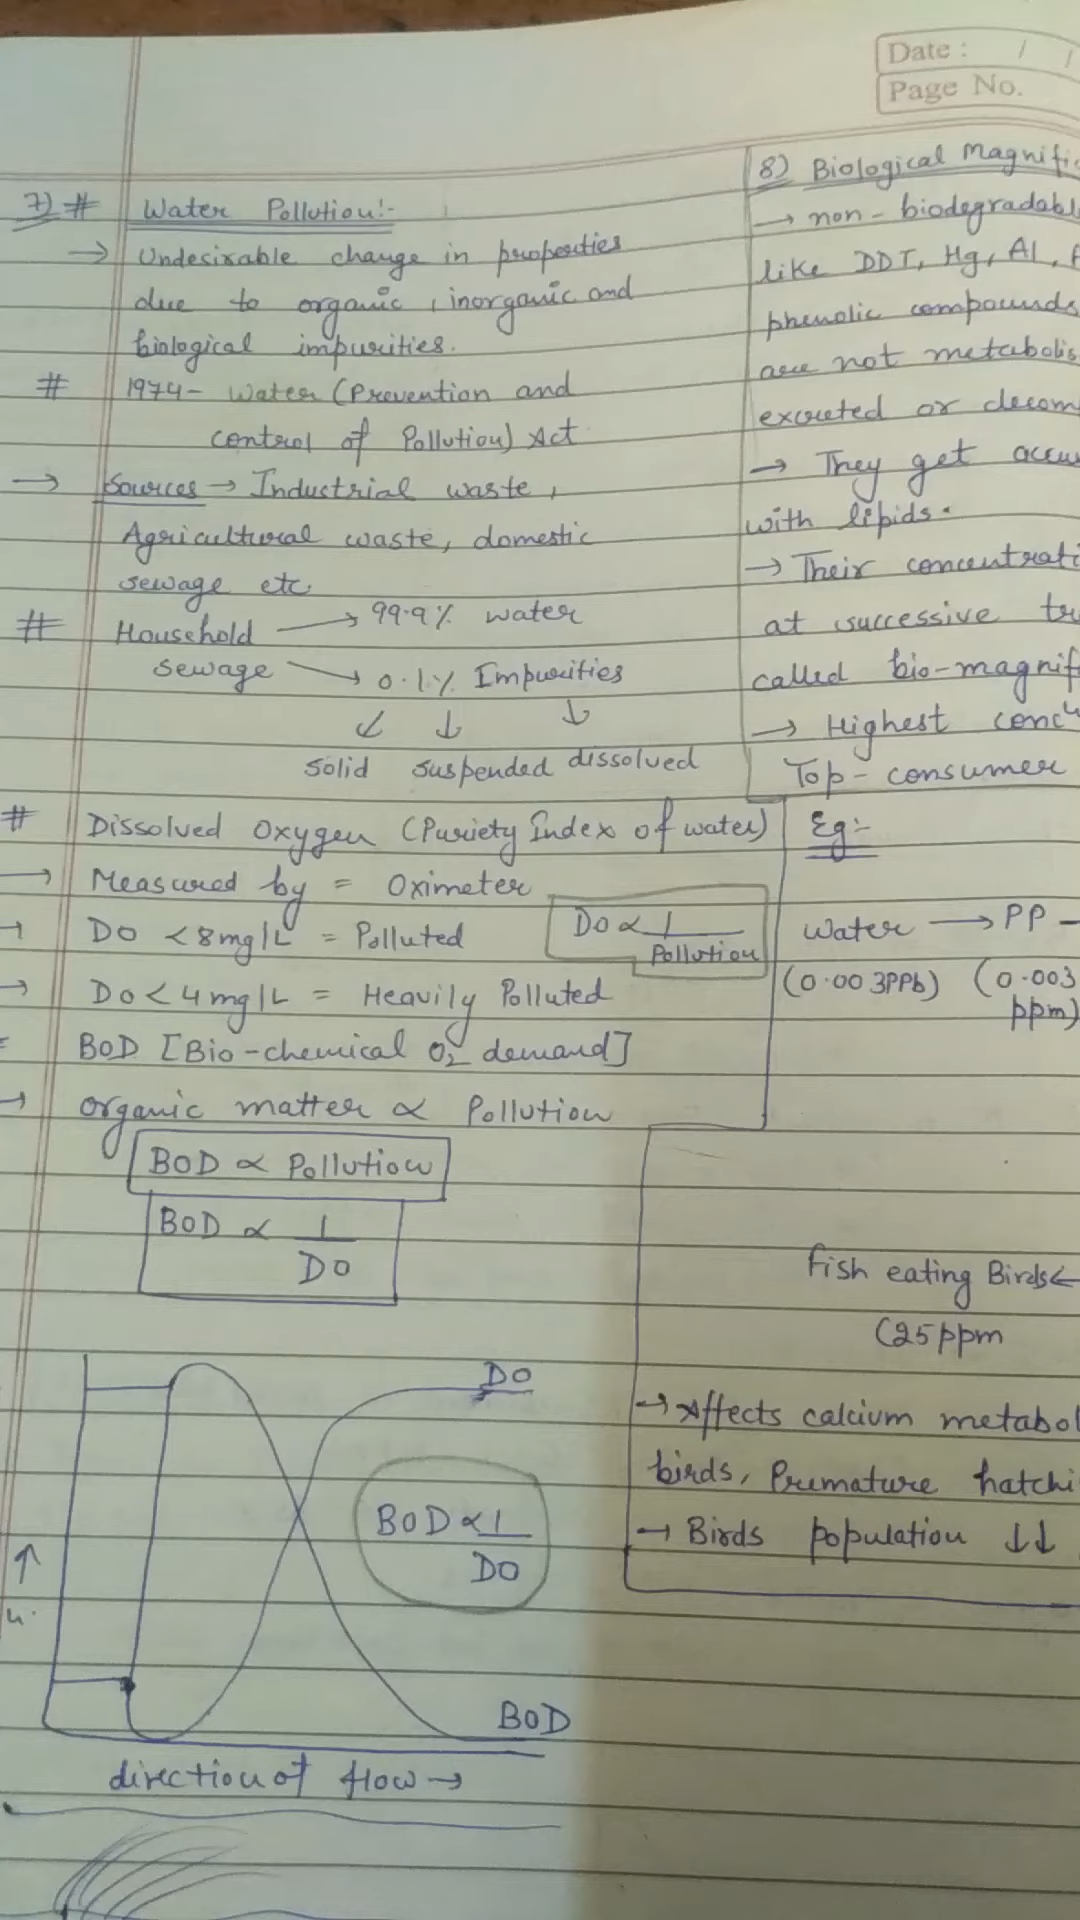 Date : / /
Page No.
7) # Water Pollution:-
→ Undesirable change in properties
due to organic, inorganic and
biological impurities.
# 1974- Water (Prevention and
control of Pollution) Act.
→ Sources → Industrial waste,
Agricultural waste, domestic
sewage etc.
# Household → 99.9% water
sewage → 0.1% Impurities
↙ ↓ ↓
solid suspended dissolved
# Dissolved Oxygen (Puriety Index of water)
→ Measured by = Oximeter
→ DO < 8mg/L = Polluted
DO ∝ 1
Pollution
→ DO < 4mg/L = Heavily Polluted
BOD [Bio-chemical O₂ demand]
→ organic matter ∝ Pollution
BOD ∝ Pollution
BOD ∝ 1
DO
DO
BOD ∝ 1
DO
↑
BOD
direction of flow →
8) Biological Magnific
→ non-biodegradabl
like DDT, Hg, Al,
phenolic compounds
are not metabolis
excreted or decom
→ They get accu
with lipids.
→ Their concentrati
at successive tr
called bio-magnif
→ Highest concⁿ
Top-consumer
Eg:-
Water → PP -
(0.003PPb) (0.003
ppm)
Fish eating Birds ←
(25ppm
→ Affects calcium metabol
birds, Premature hatchi
→ Birds population ↓↓